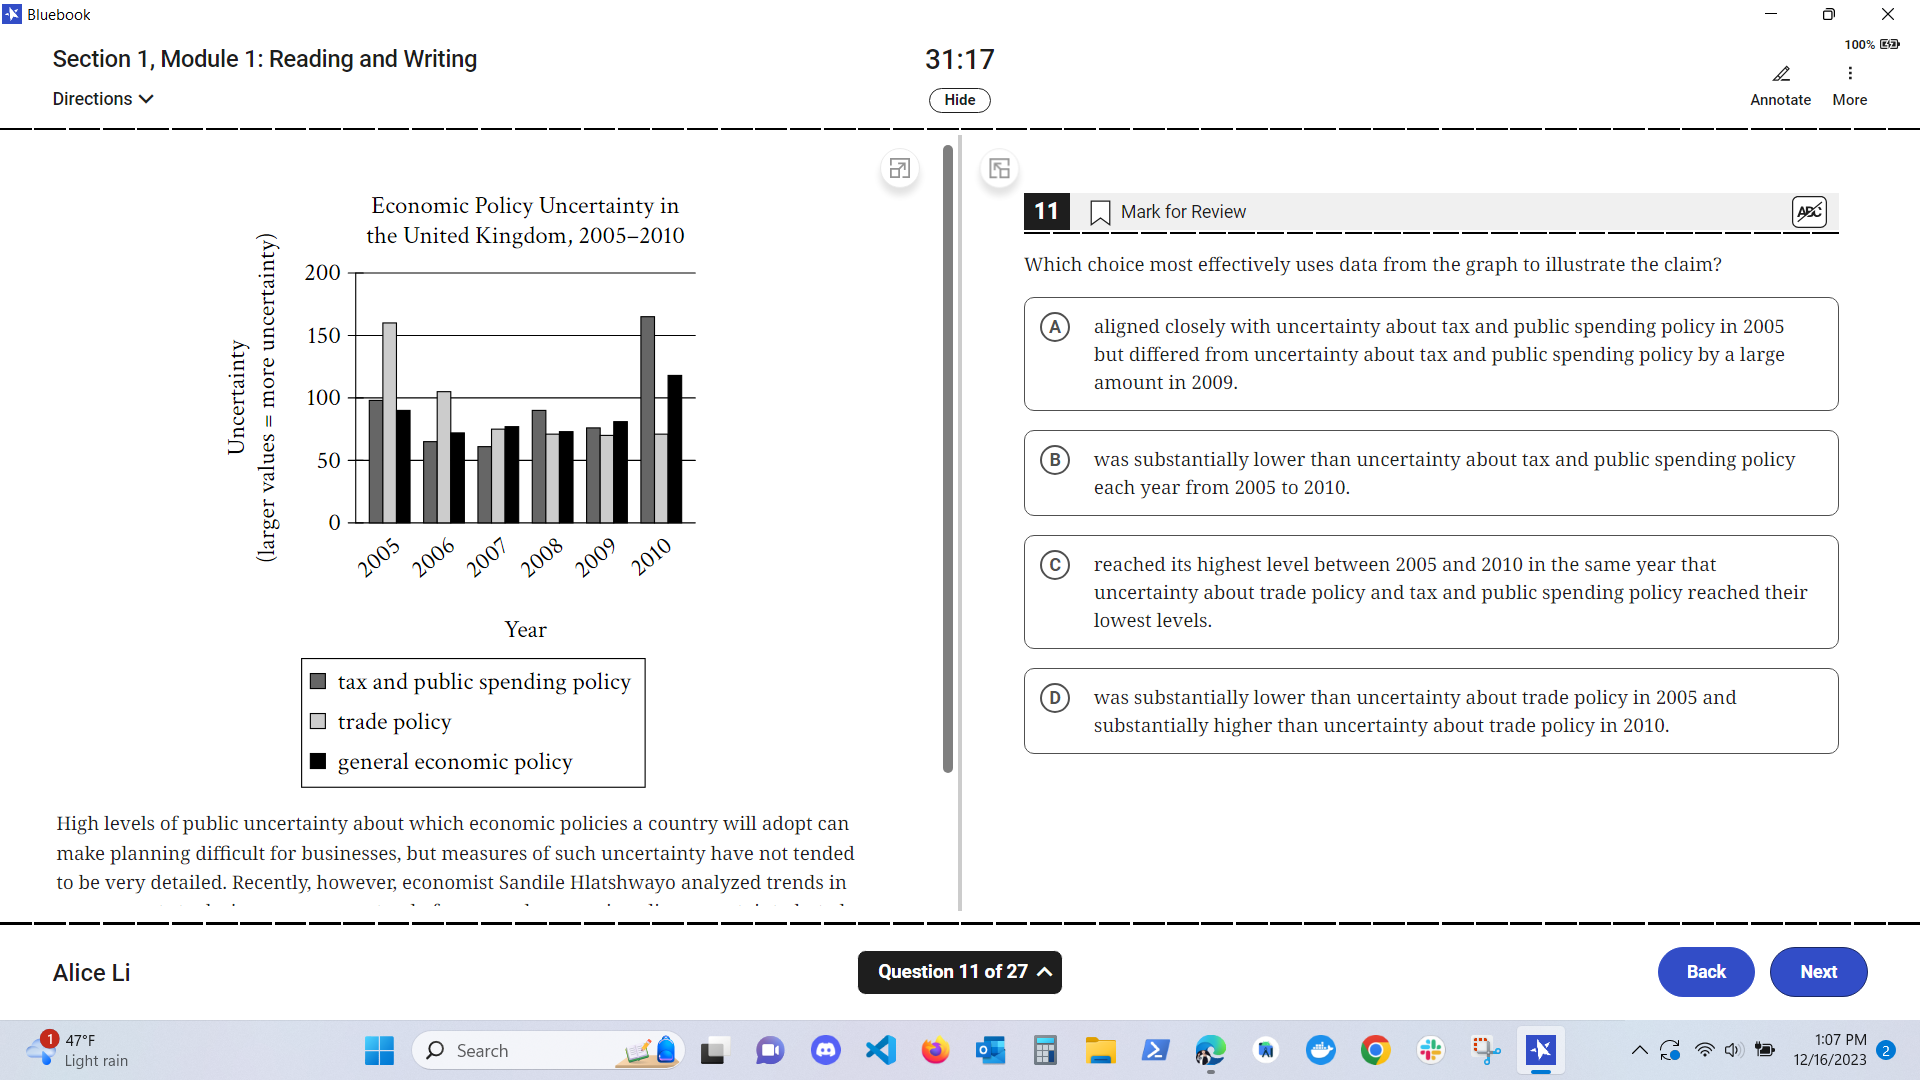 Bluebook
Section 1, Module 1: Reading and Writing
Directions
31:17
Hide
100%
Annotate
More
Economic Policy Uncertainty in
the United Kingdom, 2005–2010
Uncertainty
(larger values = more uncertainty)
200
150
100
50
0
2005 2006 2007 2008 2009 2010
Year
tax and public spending policy
trade policy
general economic policy
High levels of public uncertainty about which economic policies a country will adopt can
make planning difficult for businesses, but measures of such uncertainty have not tended
to be very detailed. Recently, however, economist Sandile Hlatshwayo analyzed trends in
11
Mark for Review
ABC
Which choice most effectively uses data from the graph to illustrate the claim?
A
aligned closely with uncertainty about tax and public spending policy in 2005
but differed from uncertainty about tax and public spending policy by a large
amount in 2009.
B
was substantially lower than uncertainty about tax and public spending policy
each year from 2005 to 2010.
C
reached its highest level between 2005 and 2010 in the same year that
uncertainty about trade policy and tax and public spending policy reached their
lowest levels.
D
was substantially lower than uncertainty about trade policy in 2005 and
substantially higher than uncertainty about trade policy in 2010.
Alice Li
Question 11 of 27
Back
Next
1
47°F
Light rain
Search
1:07 PM
12/16/2023
2